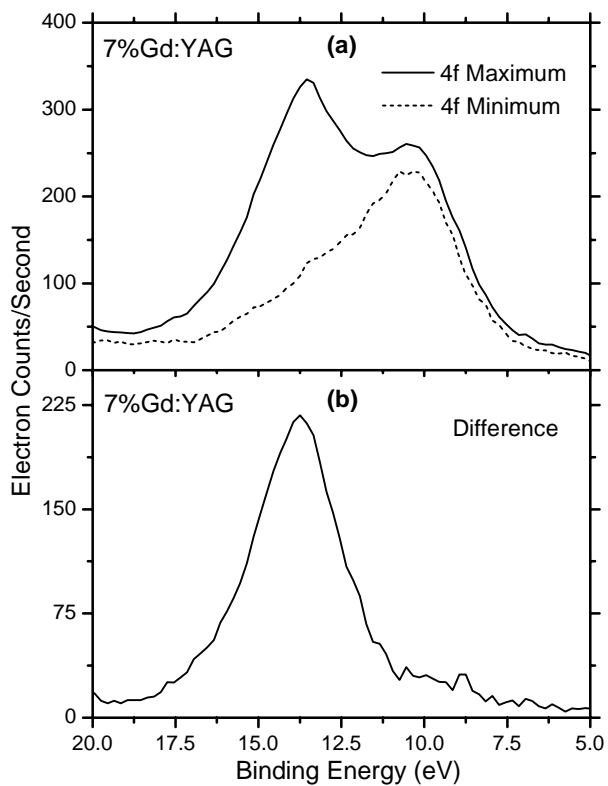 400
7%Gd:YAG
(a)
4f Maximum
4f Minimum
300
200
100
0
Electron Counts/Second
225
7%Gd:YAG
(b)
Difference
150
75
0
20.0 17.5 15.0 12.5 10.0 7.5 5.0
Binding Energy (eV)